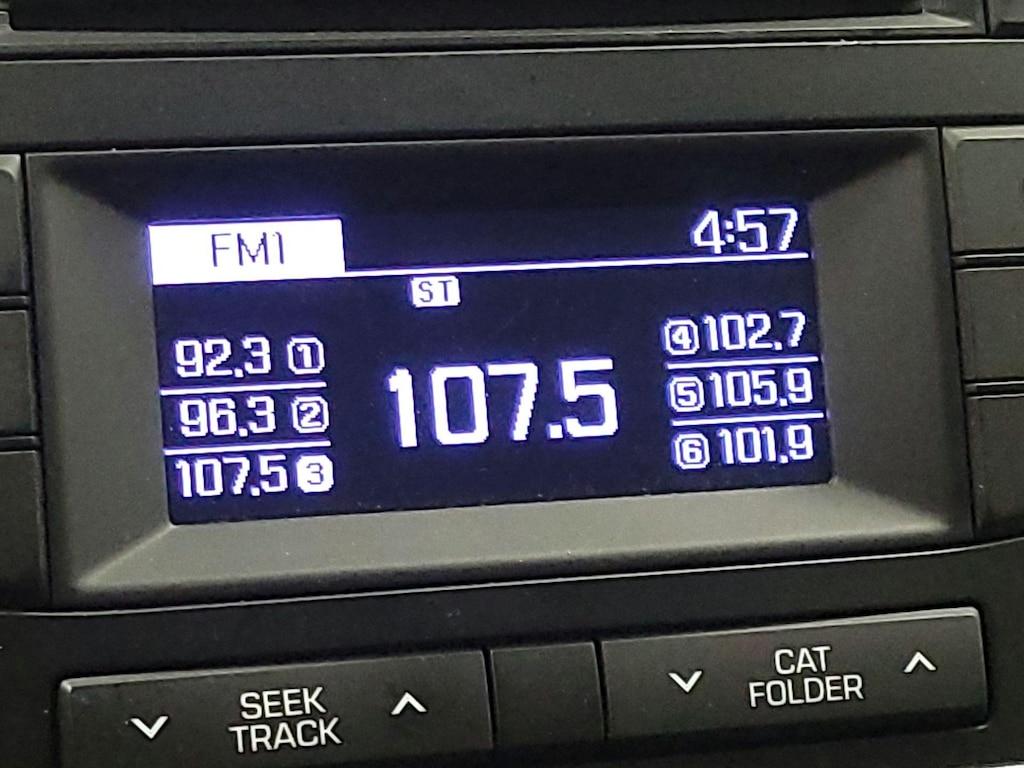 FM1 4:57
ST
92.3 1
96.3 2
107.5 3
107.5
4 102.7
5 105.9
6 101.9
SEEK
TRACK
CAT
FOLDER